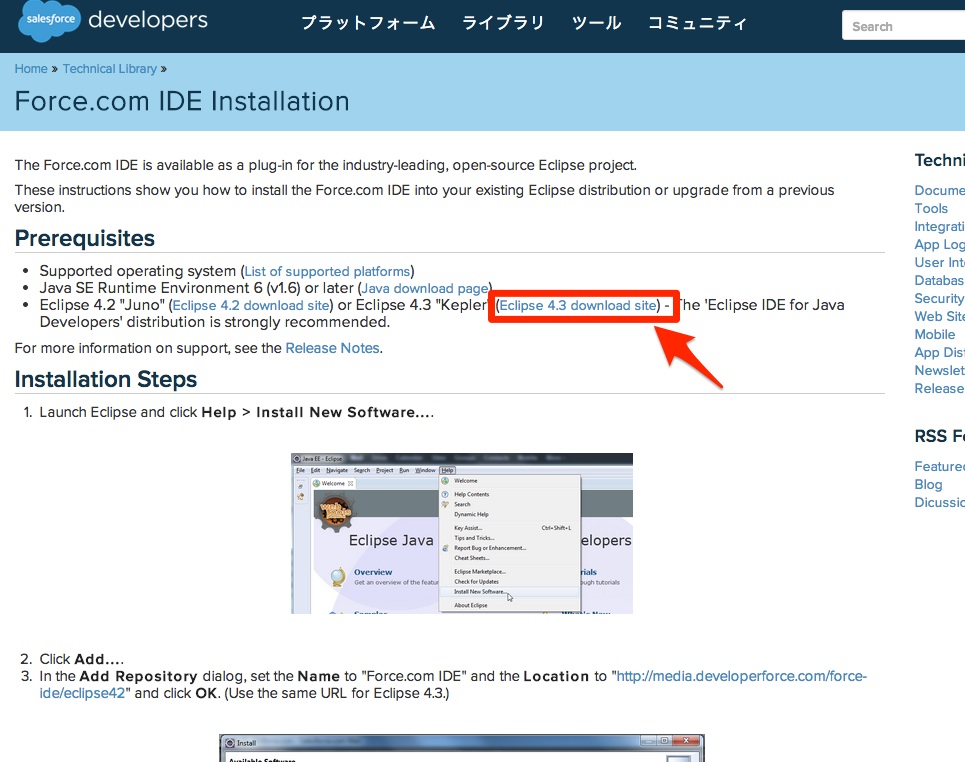 salesforce developers プラットフォーム ライブラリ ツール コミュニティ Search
Home » Technical Library »
Force.com IDE Installation
The Force.com IDE is available as a plug-in for the industry-leading, open-source Eclipse project.
These instructions show you how to install the Force.com IDE into your existing Eclipse distribution or upgrade from a previous
version.
Prerequisites
• Supported operating system (List of supported platforms)
• Java SE Runtime Environment 6 (v1.6) or later (Java download page)
• Eclipse 4.2 "Juno" (Eclipse 4.2 download site) or Eclipse 4.3 "Kepler" (Eclipse 4.3 download site) - The 'Eclipse IDE for Java
Developers' distribution is strongly recommended.
For more information on support, see the Release Notes.
Installation Steps
1. Launch Eclipse and click Help > Install New Software....
Java EE - Eclipse
File Edit Navigate Search Project Run Window Help
Welcome
Welcome
Help Contents
Search
Dynamic Help
Key Assist... Ctrl+Shift+L
Tips and Tricks...
Report Bug or Enhancement...
Cheat Sheets...
Eclipse Marketplace...
Check for Updates
Install New Software...
About Eclipse
Eclipse Java
elopers
Overview
Get an overview of the featur
rials
ough tutorials
2. Click Add....
3. In the Add Repository dialog, set the Name to "Force.com IDE" and the Location to "http://media.developerforce.com/force-
ide/eclipse42" and click OK. (Use the same URL for Eclipse 4.3.)
Install
Available Software
Techni
Docume
Tools
Integrati
App Log
User Int
Databas
Security
Web Site
Mobile
App Dis
Newslet
Release
RSS Fe
Featured
Blog
Dicussio